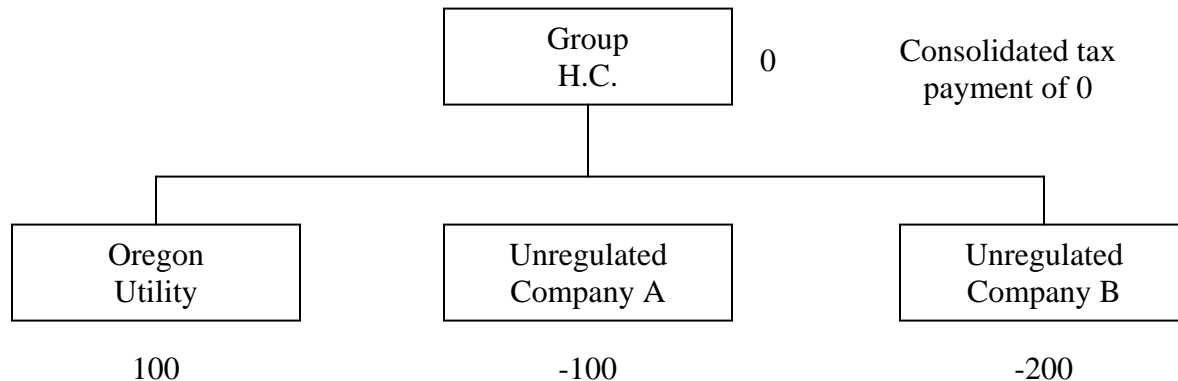 Group
H.C.
0
Consolidated tax
payment of 0
Oregon
Utility
Unregulated
Company A
Unregulated
Company B
100
-100
-200